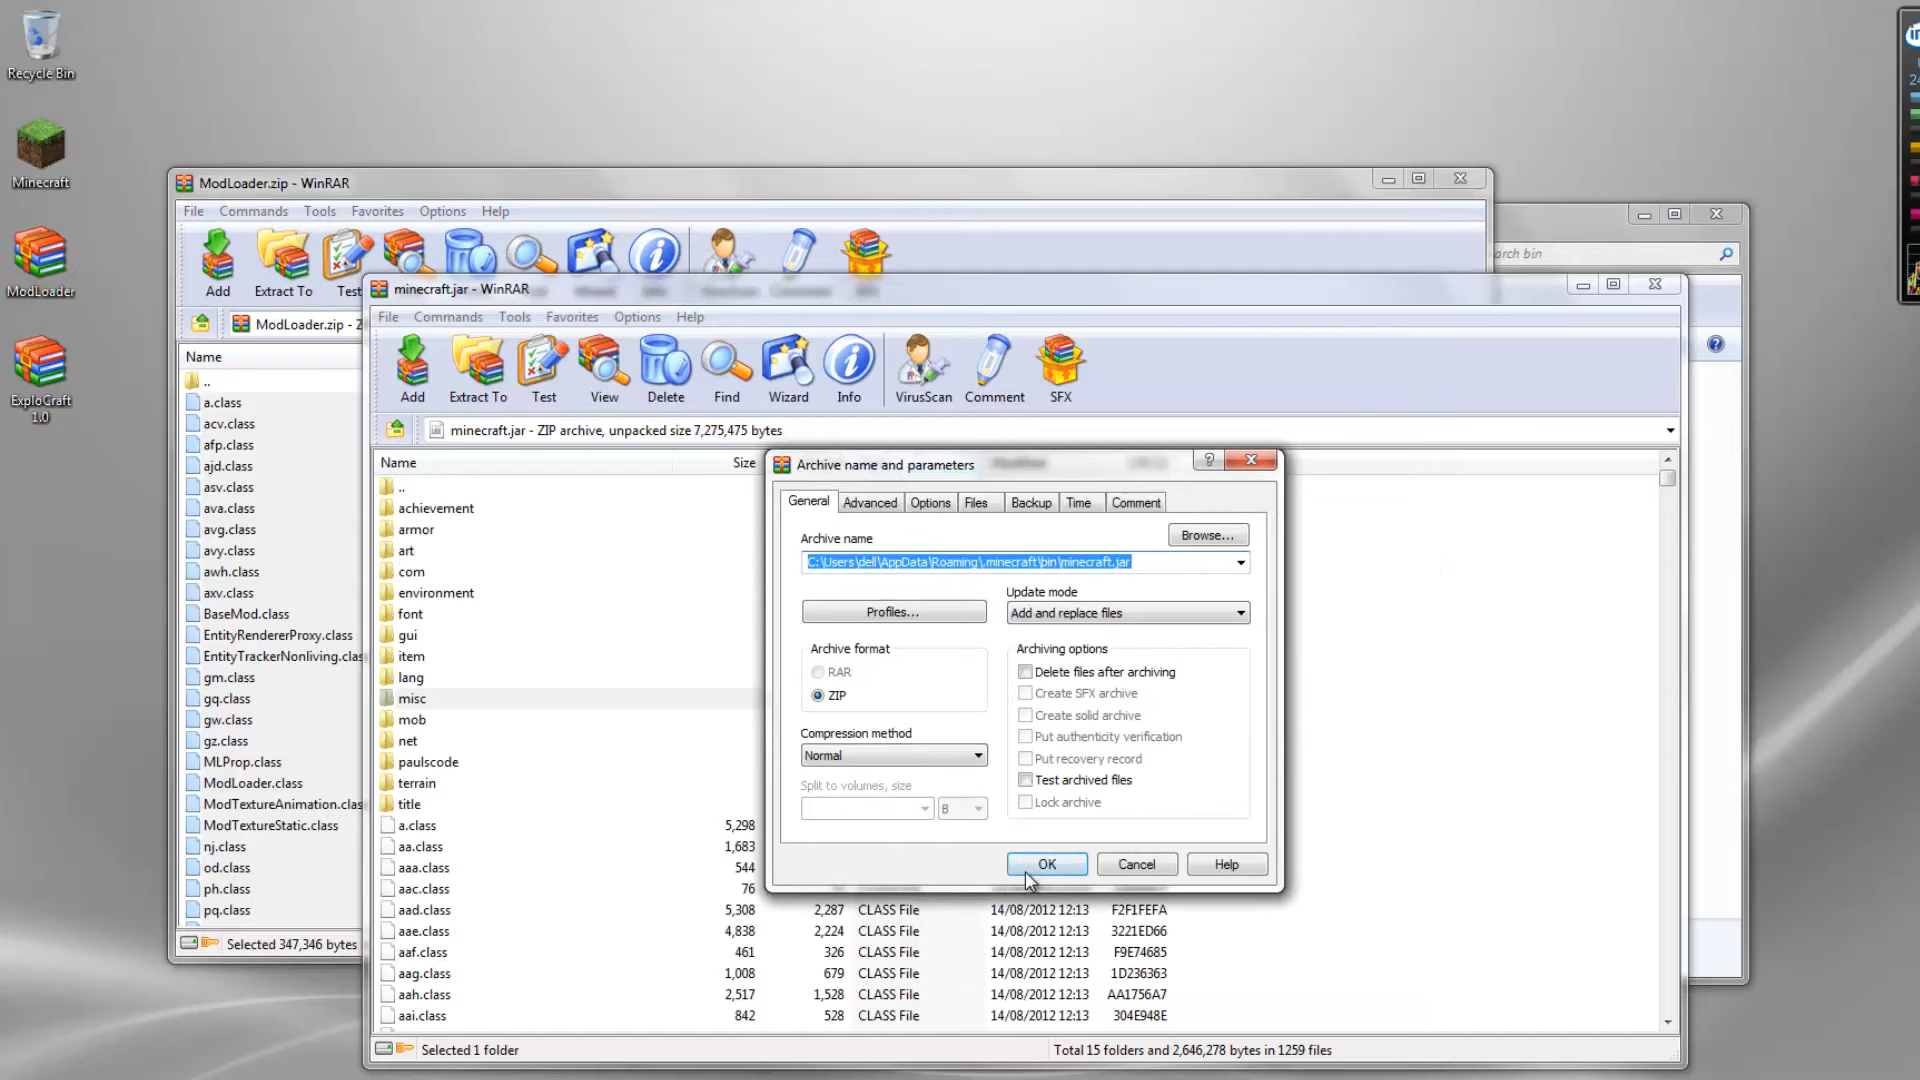 Recycle Bin
Minecraft
ModLoader
ExploCraft
1.0
ModLoader.zip - WinRAR
File Commands Tools Favorites Options Help
Add Extract To Test
ModLoader.zip - Z
Name
..
a.class
acv.class
afp.class
ajd.class
asv.class
ava.class
avg.class
avy.class
awh.class
axv.class
BaseMod.class
EntityRendererProxy.class
EntityTrackerNonliving.clas
gm.class
gq.class
gw.class
gz.class
MLProp.class
ModLoader.class
ModTextureAnimation.clas
ModTextureStatic.class
nj.class
od.class
ph.class
pq.class
Selected 347,346 bytes
arch bin
minecraft.jar - WinRAR
File Commands Tools Favorites Options Help
Add Extract To Test View Delete Find Wizard Info VirusScan Comment SFX
minecraft.jar - ZIP archive, unpacked size 7,275,475 bytes
Name Size
..
achievement
armor
art
com
environment
font
gui
item
lang
misc
mob
net
paulscode
terrain
title
a.class 5,298
aa.class 1,683
aaa.class 544
aac.class 76
aad.class 5,308 2,287 CLASS File 14/08/2012 12:13 F2F1FEFA
aae.class 4,838 2,224 CLASS File 14/08/2012 12:13 3221ED66
aaf.class 461 326 CLASS File 14/08/2012 12:13 F9E74685
aag.class 1,008 679 CLASS File 14/08/2012 12:13 1D236363
aah.class 2,517 1,528 CLASS File 14/08/2012 12:13 AA1756A7
aai.class 842 528 CLASS File 14/08/2012 12:13 304E948E
Selected 1 folder
Total 15 folders and 2,646,278 bytes in 1259 files
Archive name and parameters
General Advanced Options Files Backup Time Comment
Archive name
Browse...
C:\Users\dell\AppData\Roaming\.minecraft\bin\minecraft.jar
Profiles...
Update mode
Add and replace files
Archive format
RAR
ZIP
Compression method
Normal
Split to volumes, size
B
Archiving options
Delete files after archiving
Create SFX archive
Create solid archive
Put authenticity verification
Put recovery record
Test archived files
Lock archive
OK Cancel Help